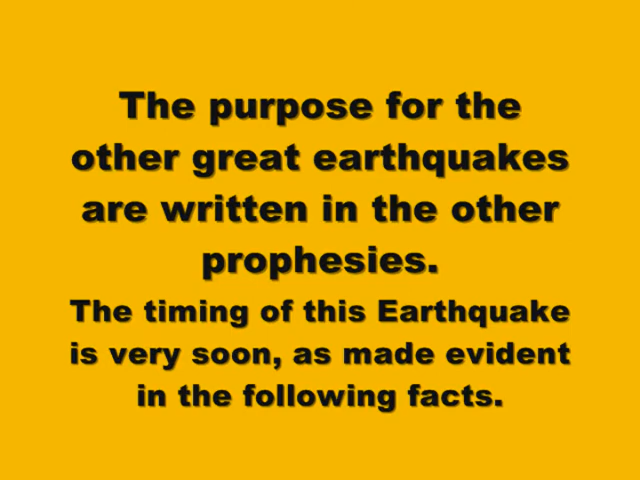 The purpose for the
other great earthquakes
are written in the other
prophesies.
The timing of this Earthquake
is very soon, as made evident
in the following facts.